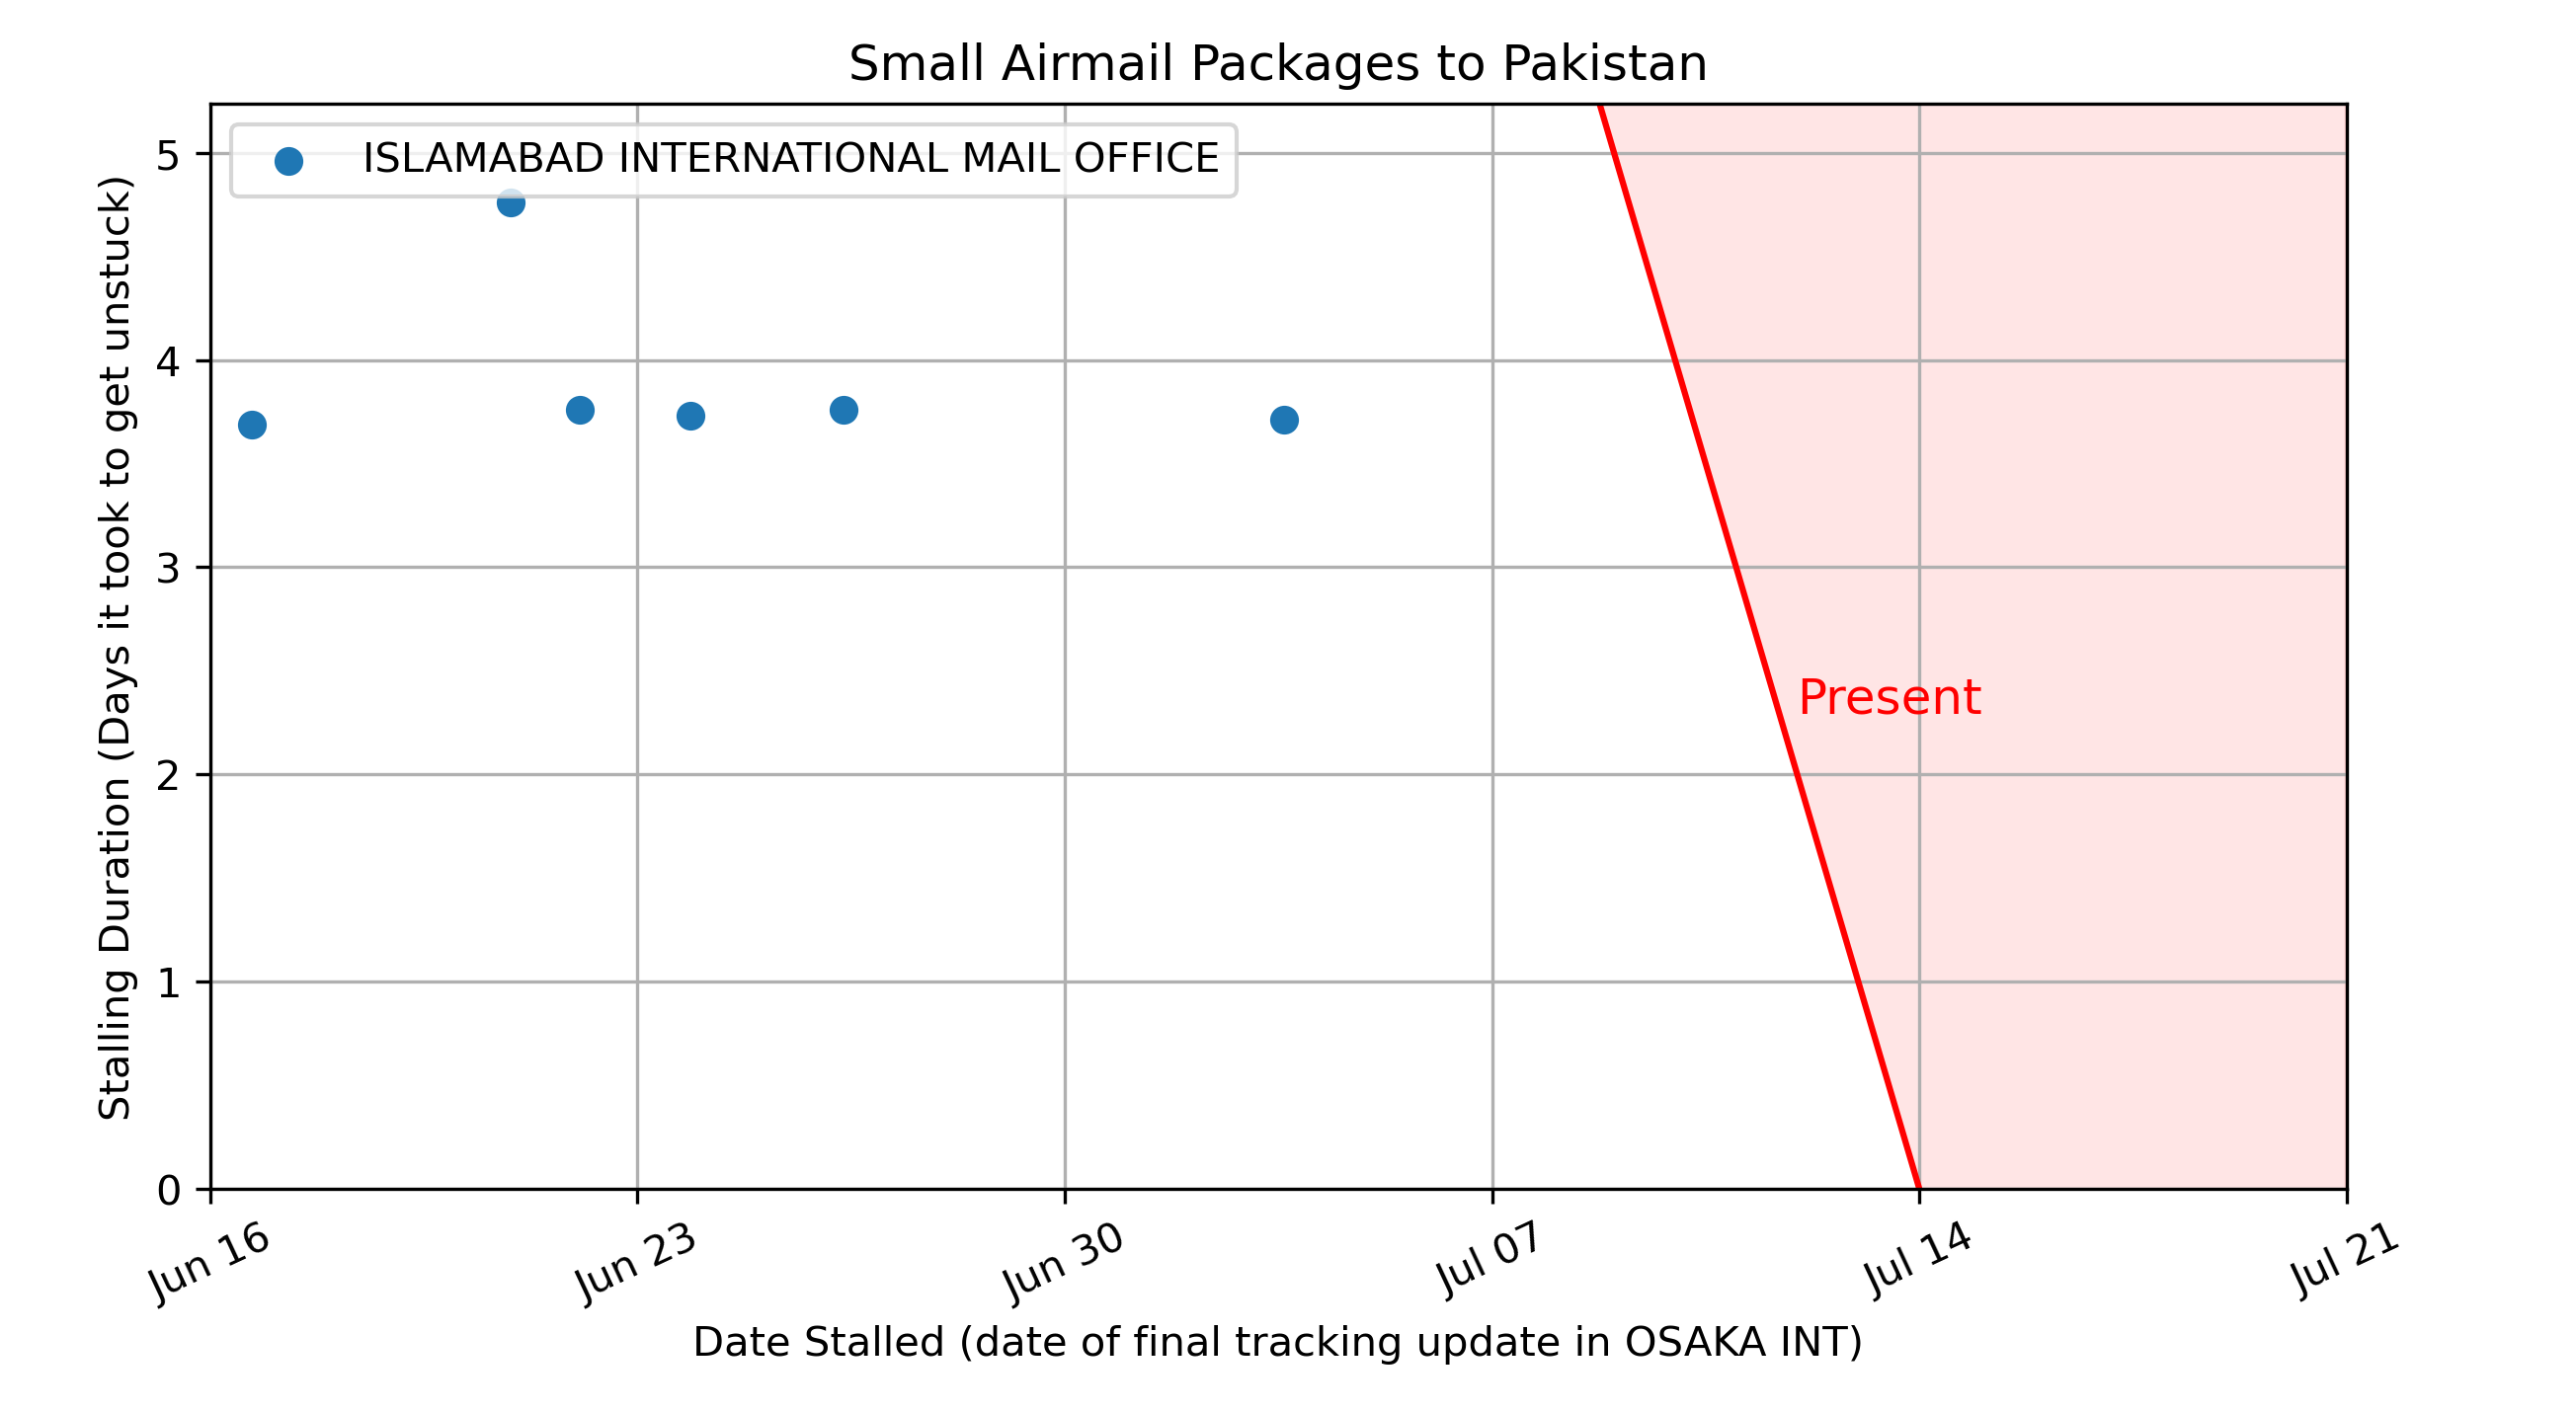 Small Airmail Packages to Pakistan
ISLAMABAD INTERNATIONAL MAIL OFFICE
Stalling Duration (Days it took to get unstuck)
5
4
3
2
1
0
Present
Jun 16
Jun 23
Jun 30
Jul 07
Jul 14
Jul 21
Date Stalled (date of final tracking update in OSAKA INT)